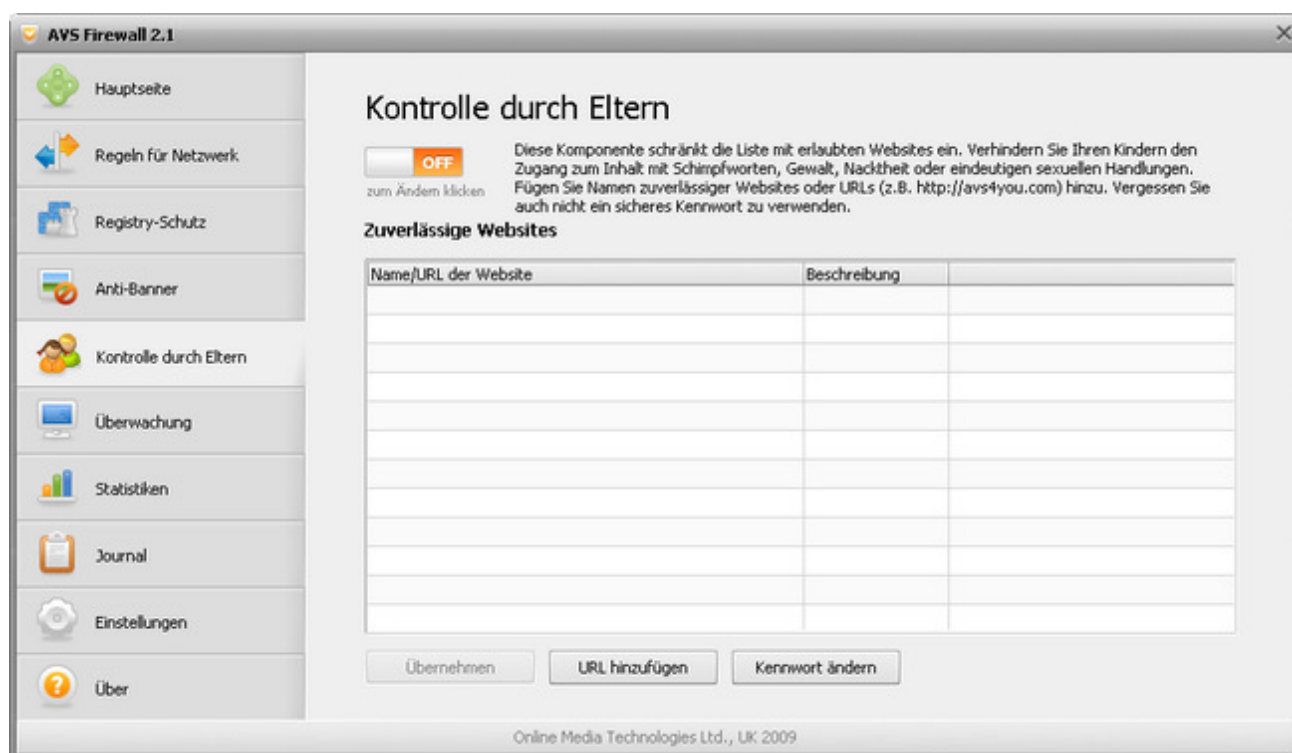 AVS Firewall 2.1
Hauptseite
Regeln für Netzwerk
Registry-Schutz
Anti-Banner
Kontrolle durch Eltern
Überwachung
Statistiken
Journal
Einstellungen
Über
Kontrolle durch Eltern
OFF
zum Ändern klicken
Diese Komponente schränkt die Liste mit erlaubten Websites ein. Verhindern Sie Ihren Kindern den
Zugang zum Inhalt mit Schimpfworten, Gewalt, Nacktheit oder eindeutigen sexuellen Handlungen.
Fügen Sie Namen zuverlässiger Websites oder URLs (z.B. http://avs4you.com) hinzu. Vergessen Sie
auch nicht ein sicheres Kennwort zu verwenden.
Zuverlässige Websites
Name/URL der Website Beschreibung
Übernehmen URL hinzufügen Kennwort ändern
Online Media Technologies Ltd., UK 2009